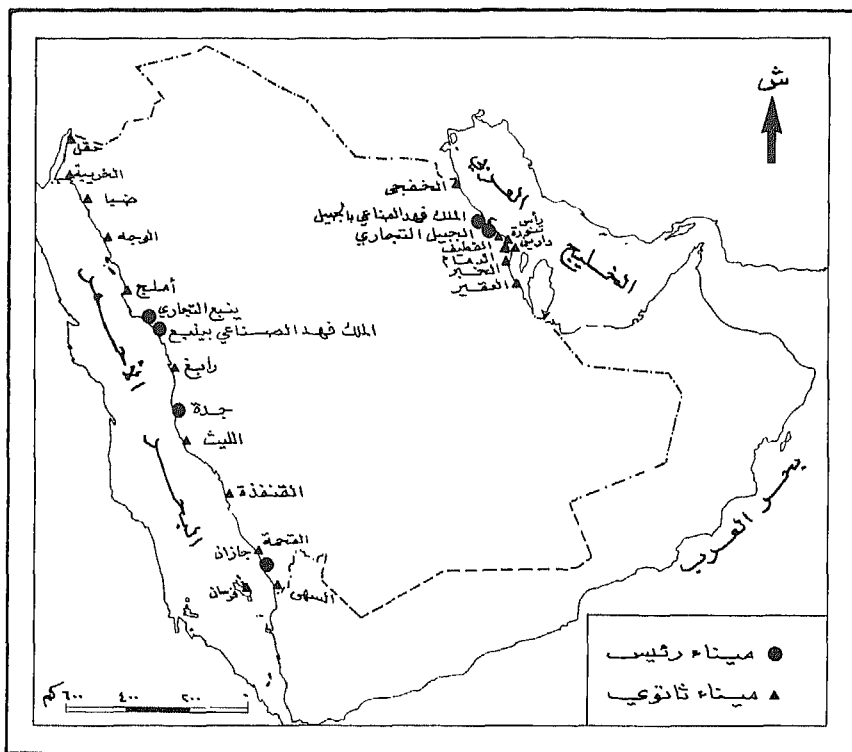 ش
حقل
الخريبة
ضبا
الوجه
أملج
ينبع التجاري
الملك فهد الصناعي بينبع
رابغ
جدة
الليث
القنفذة
القحمة
جازان
فرسان
السهي
البحر الأحمر
الخفجي
الملك فهد الصناعي بالجبيل
الجبيل التجاري
رأس
تنورة
دارين
القطيف
الدمام
الخبر
العقير
الخليج العربي
بحر العرب
ميناء رئيس
ميناء ثانوي
٠ ٢٠٠ ٤٠٠ ٦٠٠ كم